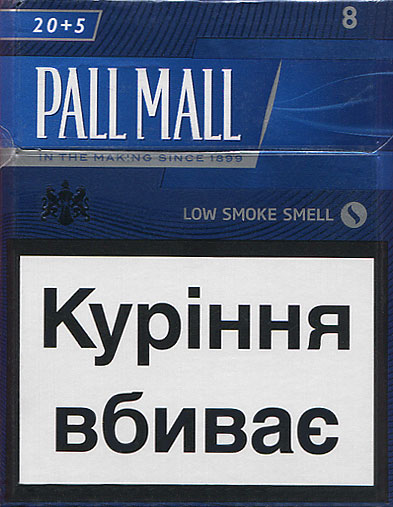 20+5
8
PALL MALL
IN THE MAKING SINCE 1899
LOW SMOKE SMELL
Куріння
вбиває